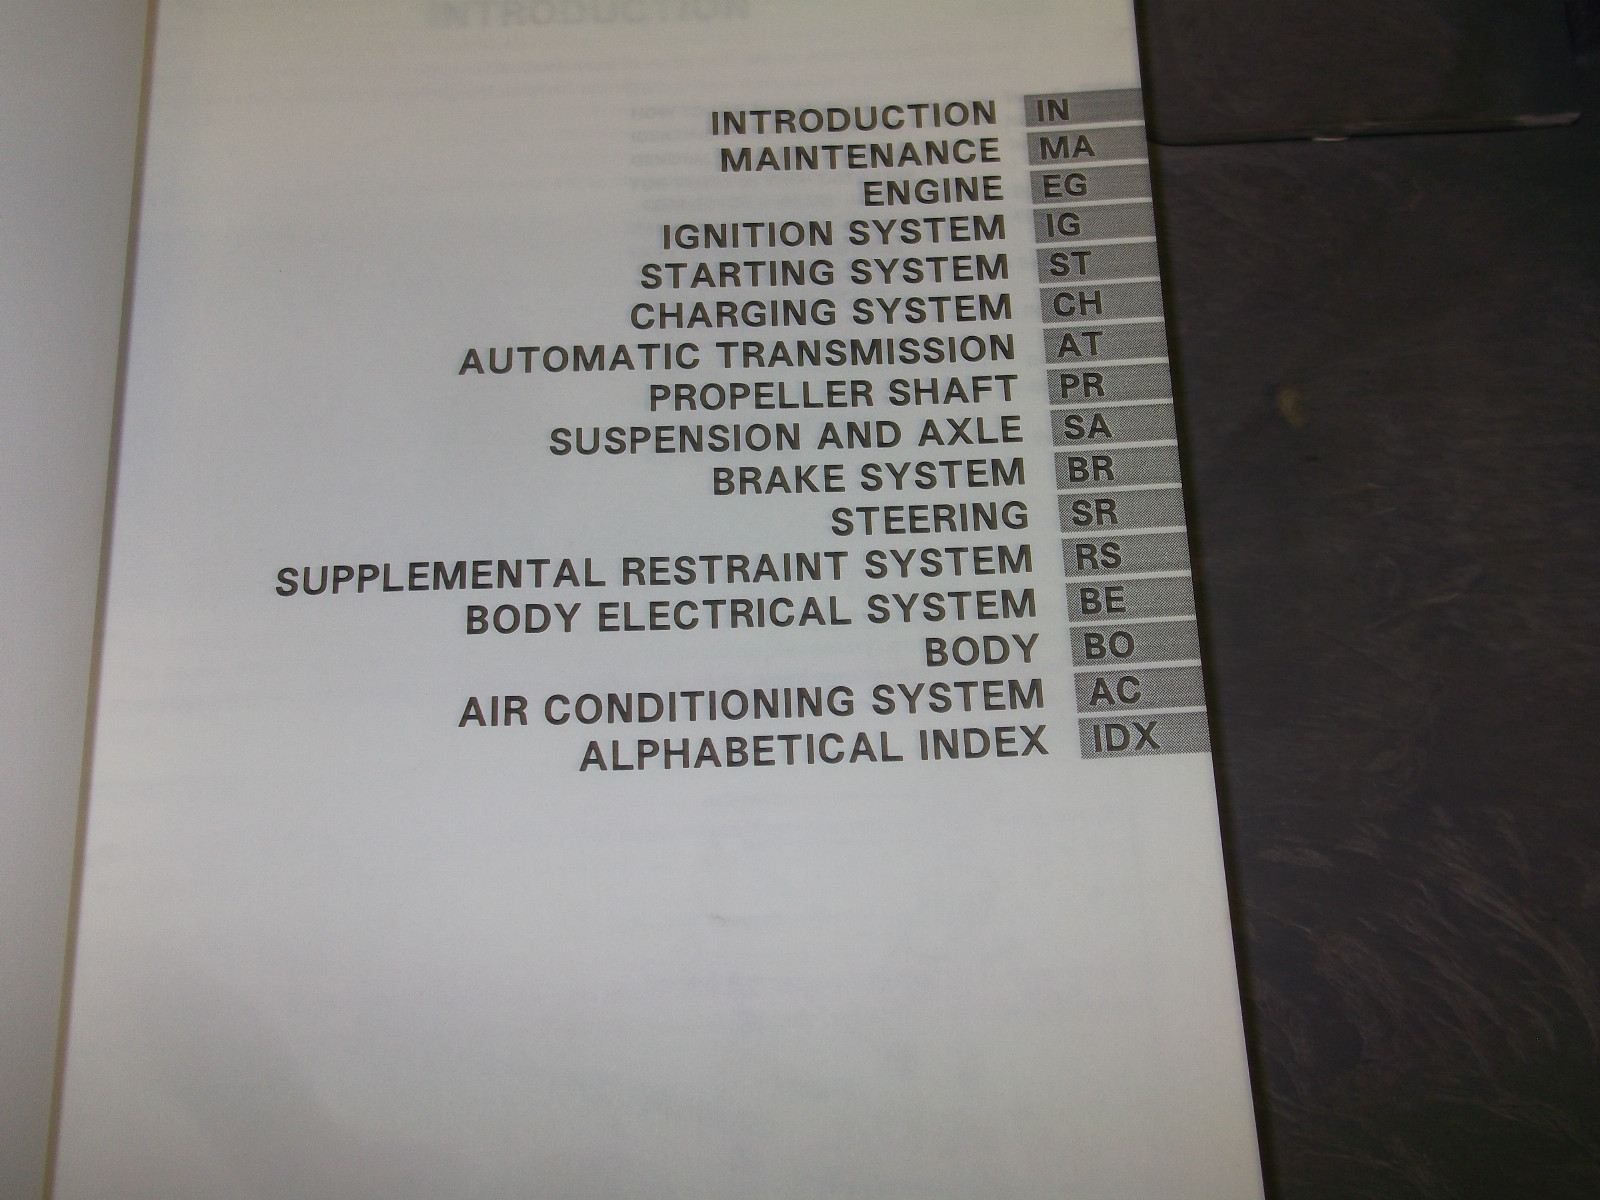 INTRODUCTION
INTRODUCTION IN
MAINTENANCE MA
ENGINE EG
IGNITION SYSTEM IG
STARTING SYSTEM ST
CHARGING SYSTEM CH
AUTOMATIC TRANSMISSION AT
PROPELLER SHAFT PR
SUSPENSION AND AXLE SA
BRAKE SYSTEM BR
STEERING SR
SUPPLEMENTAL RESTRAINT SYSTEM RS
BODY ELECTRICAL SYSTEM BE
BODY BO
AIR CONDITIONING SYSTEM AC
ALPHABETICAL INDEX IDX